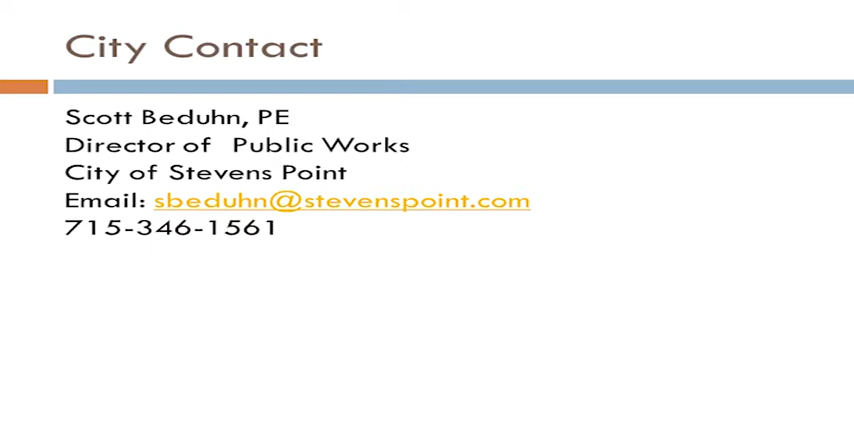 City Contact
Scott Beduhn, PE
Director of  Public Works
City of Stevens Point
Email: sbeduhn@stevenspoint.com
715-346-1561